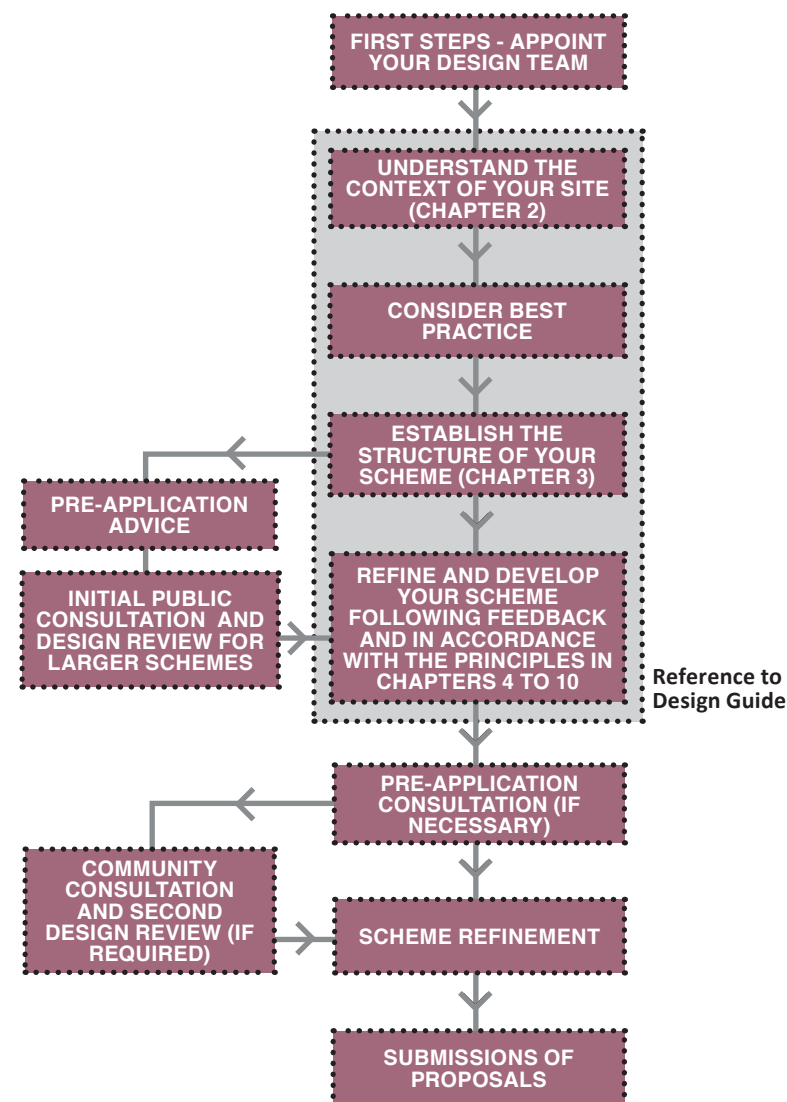 FIRST STEPS - APPOINT
YOUR DESIGN TEAM
UNDERSTAND THE
CONTEXT OF YOUR SITE
(CHAPTER 2)
CONSIDER BEST
PRACTICE
ESTABLISH THE
STRUCTURE OF YOUR
SCHEME (CHAPTER 3)
PRE-APPLICATION
ADVICE
INITIAL PUBLIC
CONSULTATION AND
DESIGN REVIEW FOR
LARGER SCHEMES
REFINE AND DEVELOP
YOUR SCHEME
FOLLOWING FEEDBACK
AND IN ACCORDANCE
WITH THE PRINCIPLES IN
CHAPTERS 4 TO 10
Reference to
Design Guide
PRE-APPLICATION
CONSULTATION (IF
NECESSARY)
COMMUNITY
CONSULTATION
AND SECOND
DESIGN REVIEW (IF
REQUIRED)
SCHEME REFINEMENT
SUBMISSIONS OF
PROPOSALS